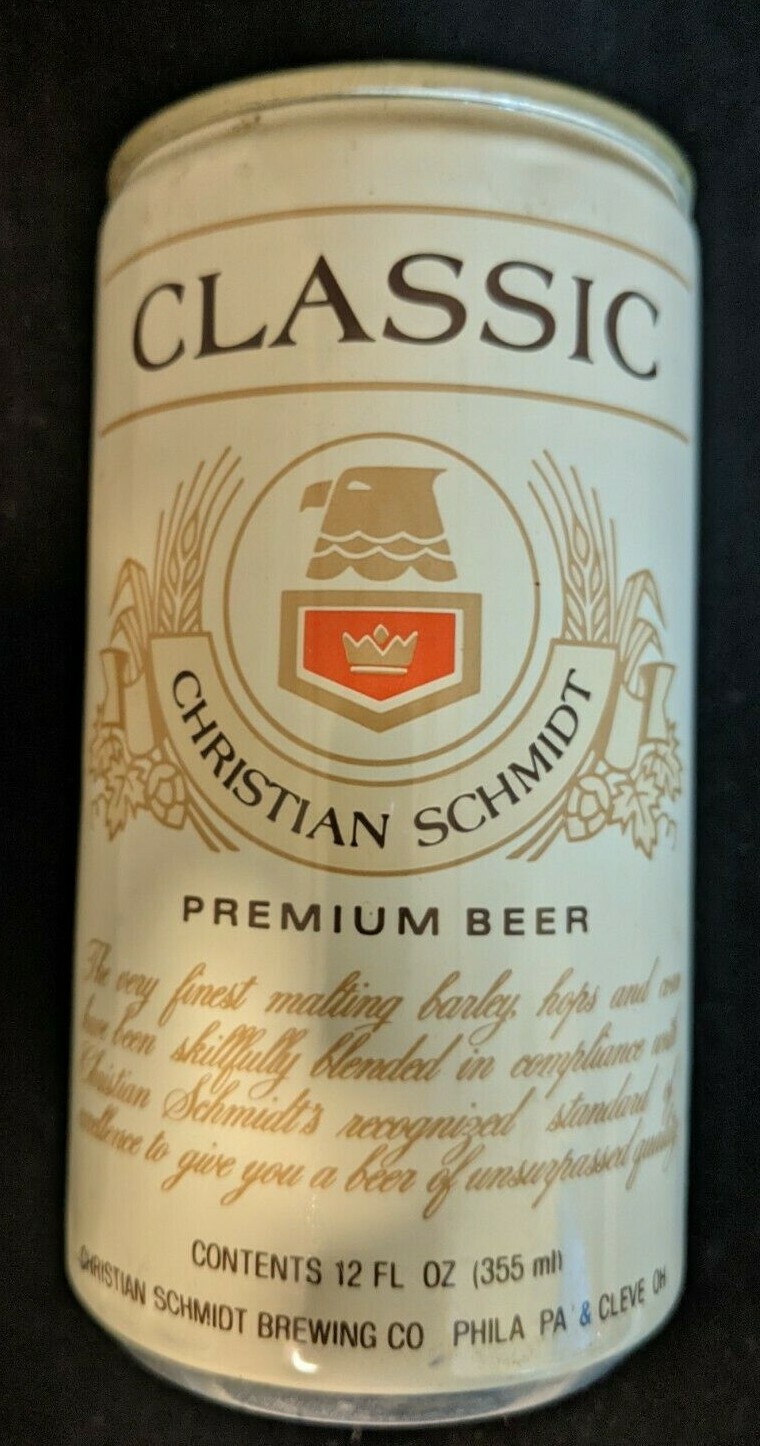 CLASSIC
CHRISTIAN SCHMIDT
PREMIUM BEER
The very finest malting barley, hops and
have been skillfully blended in compliance with
Christian Schmidt's recognized standard of
to give you a beer of unsurpassed quality
CONTENTS 12 FL OZ (355 ml)
CHRISTIAN SCHMIDT BREWING CO PHILA PA & CLEVE OH